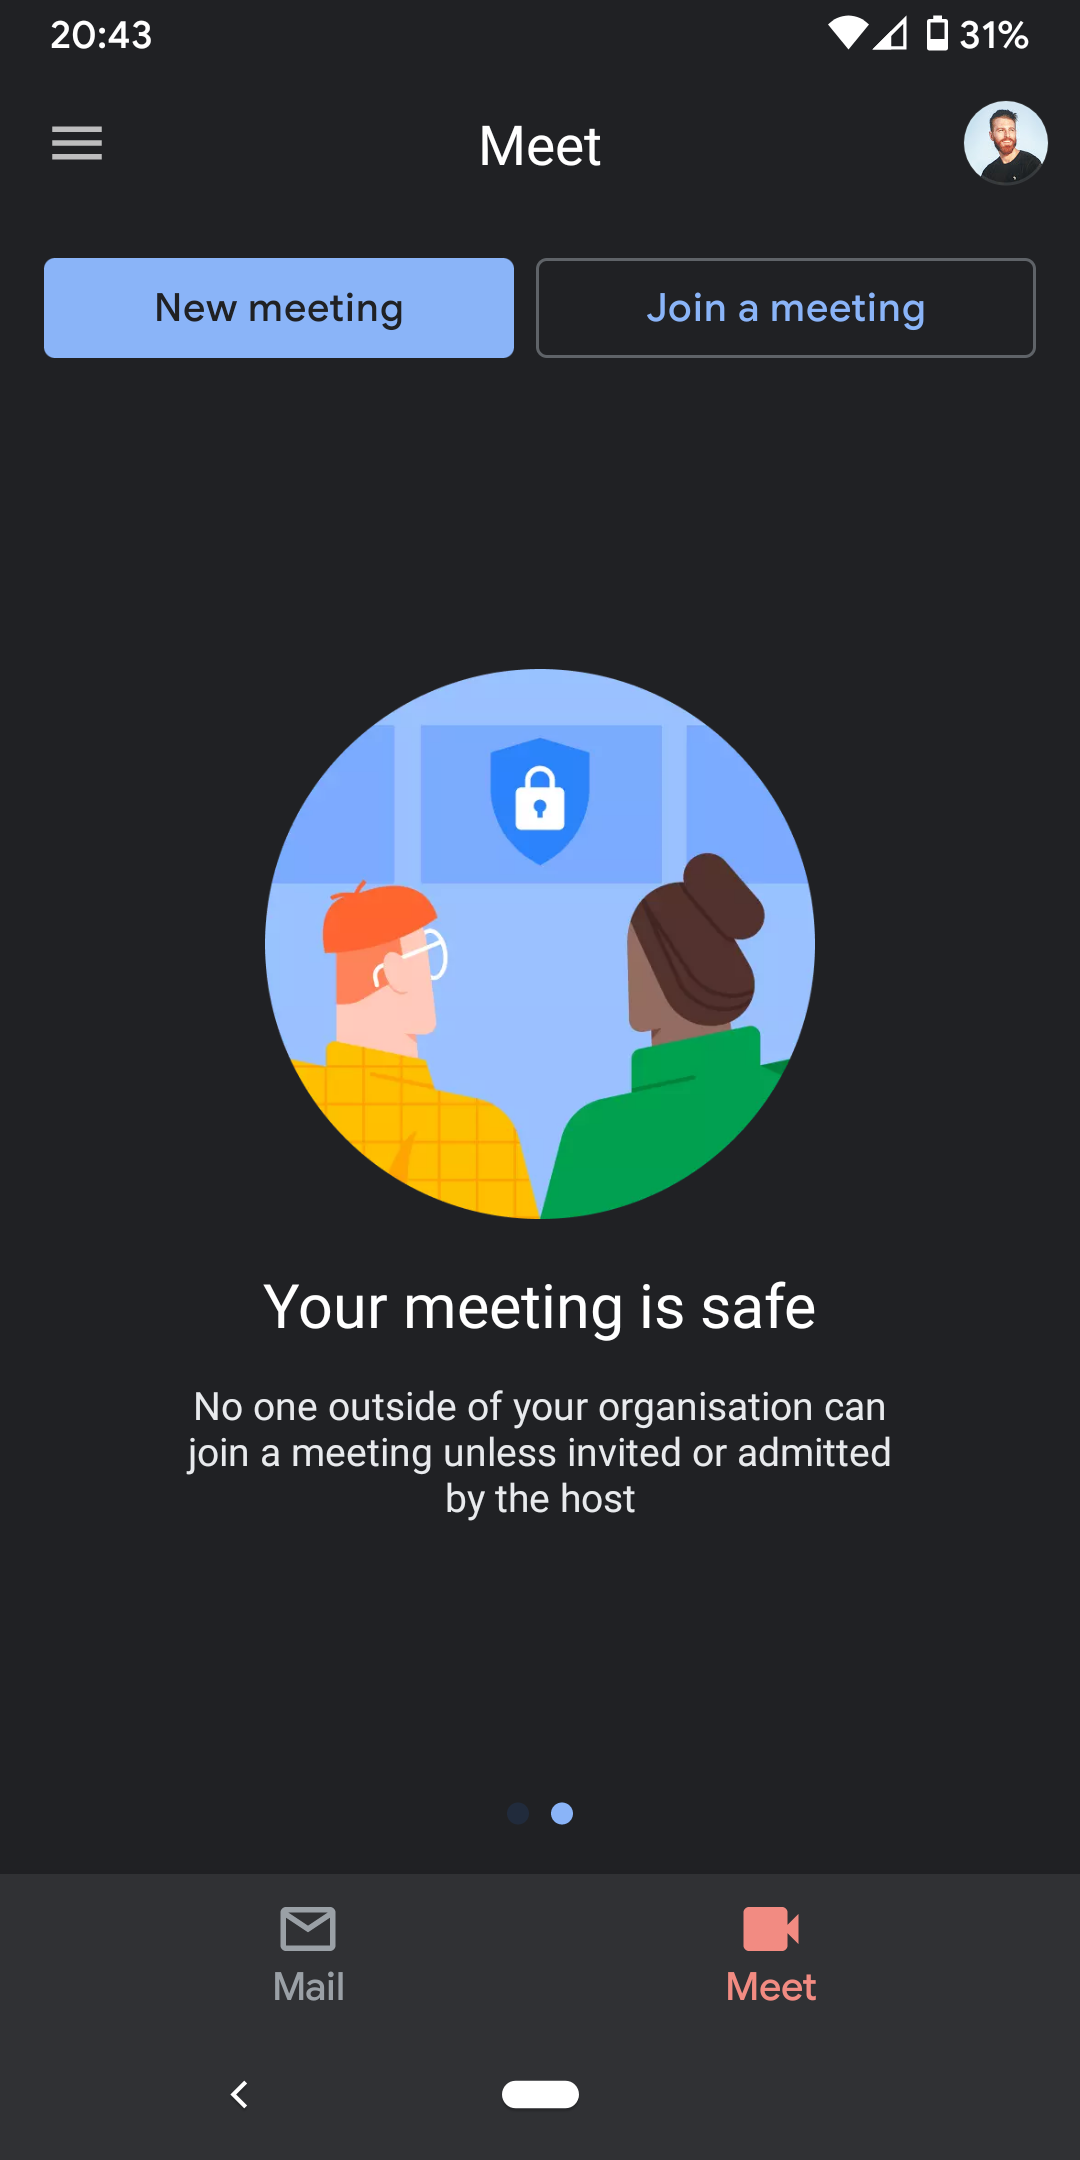 20:43
31%
Meet
New meeting
Join a meeting
Your meeting is safe
No one outside of your organisation can
join a meeting unless invited or admitted
by the host
Mail
Meet